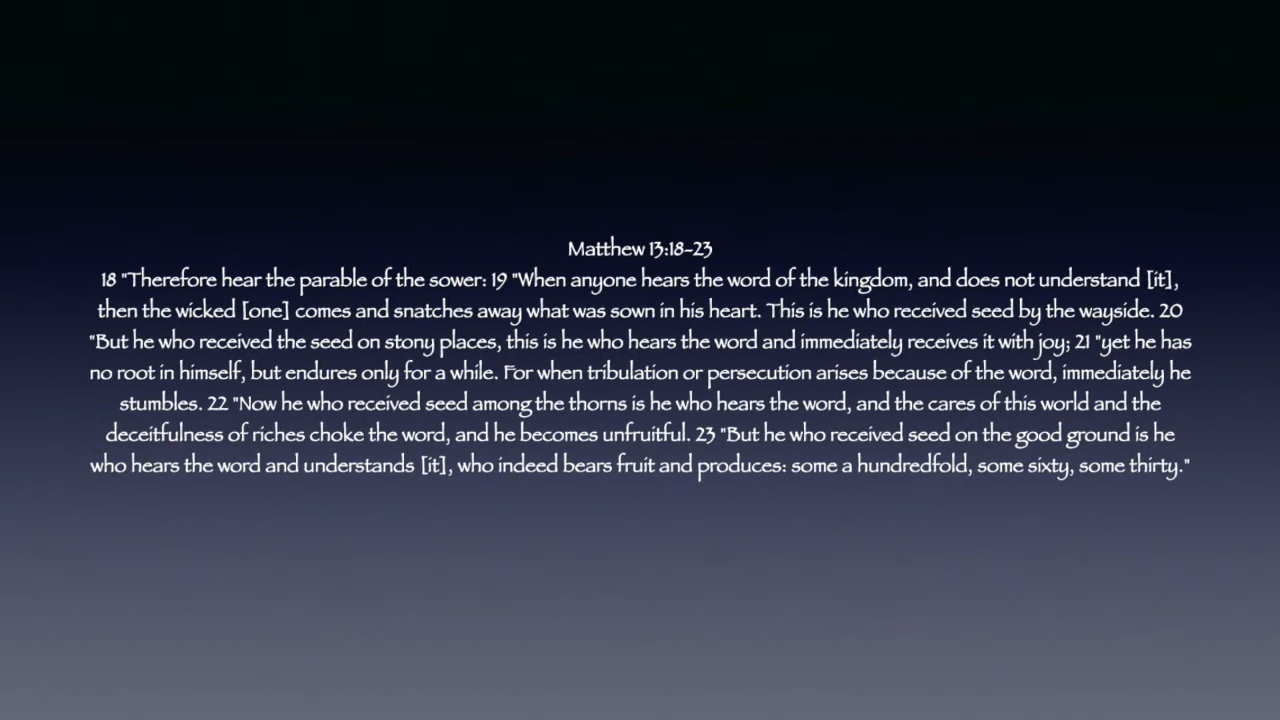 Matthew 13:18-23
18 "Therefore hear the parable of the sower: 19 "When anyone hears the word of the kingdom, and does not understand [it],
then the wicked [one] comes and snatches away what was sown in his heart. This is he who received seed by the wayside. 20
"But he who received the seed on stony places, this is he who hears the word and immediately receives it with joy; 21 "yet he has
no root in himself, but endures only for a while. For when tribulation or persecution arises because of the word, immediately he
stumbles. 22 "Now he who received seed among the thorns is he who hears the word, and the cares of this world and the
deceitfulness of riches choke the word, and he becomes unfruitful. 23 "But he who received seed on the good ground is he
who hears the word and understands [it], who indeed bears fruit and produces: some a hundredfold, some sixty, some thirty."